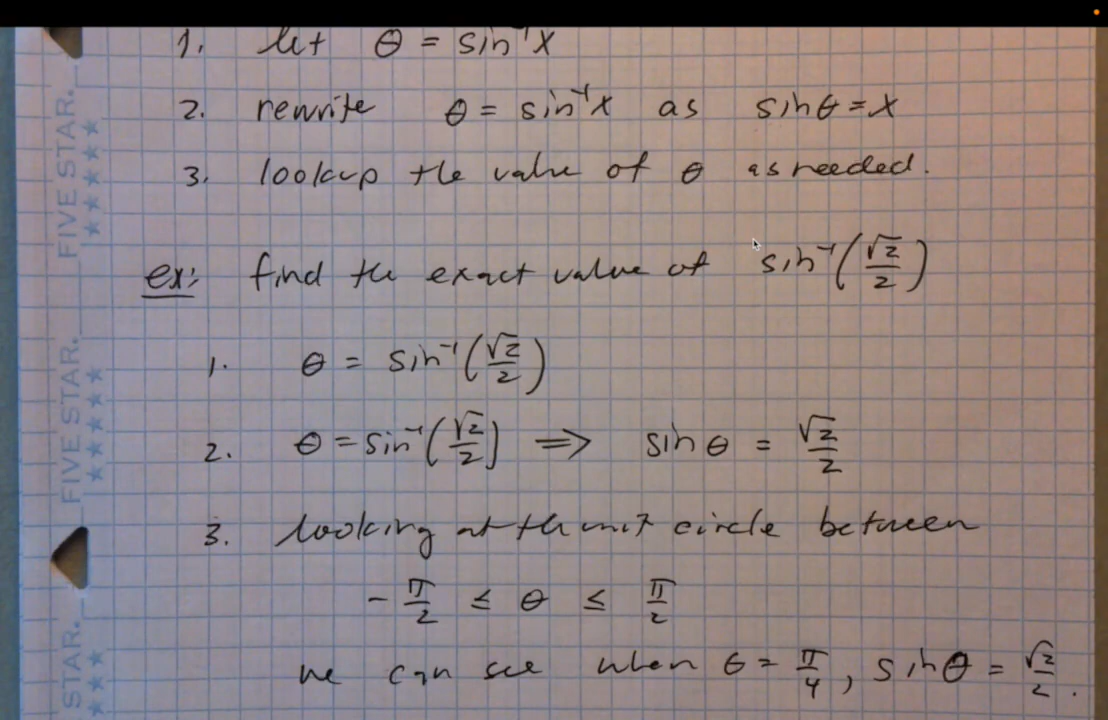 1. let θ = sin⁻¹x
2. rewrite θ = sin⁻¹x as sinθ = x
3. lookup the value of θ as needed.
ex: find the exact value of sin⁻¹(√2/2)
1. θ = sin⁻¹(√2/2)
2. θ = sin⁻¹(√2/2) ⟹ sin θ = √2/2
3. looking at the unit circle between
-π/2 ≤ θ ≤ π/2
we can see when θ = π/4, sin θ = √2/2.
FIVE STAR.
FIVE STAR.
STAR.